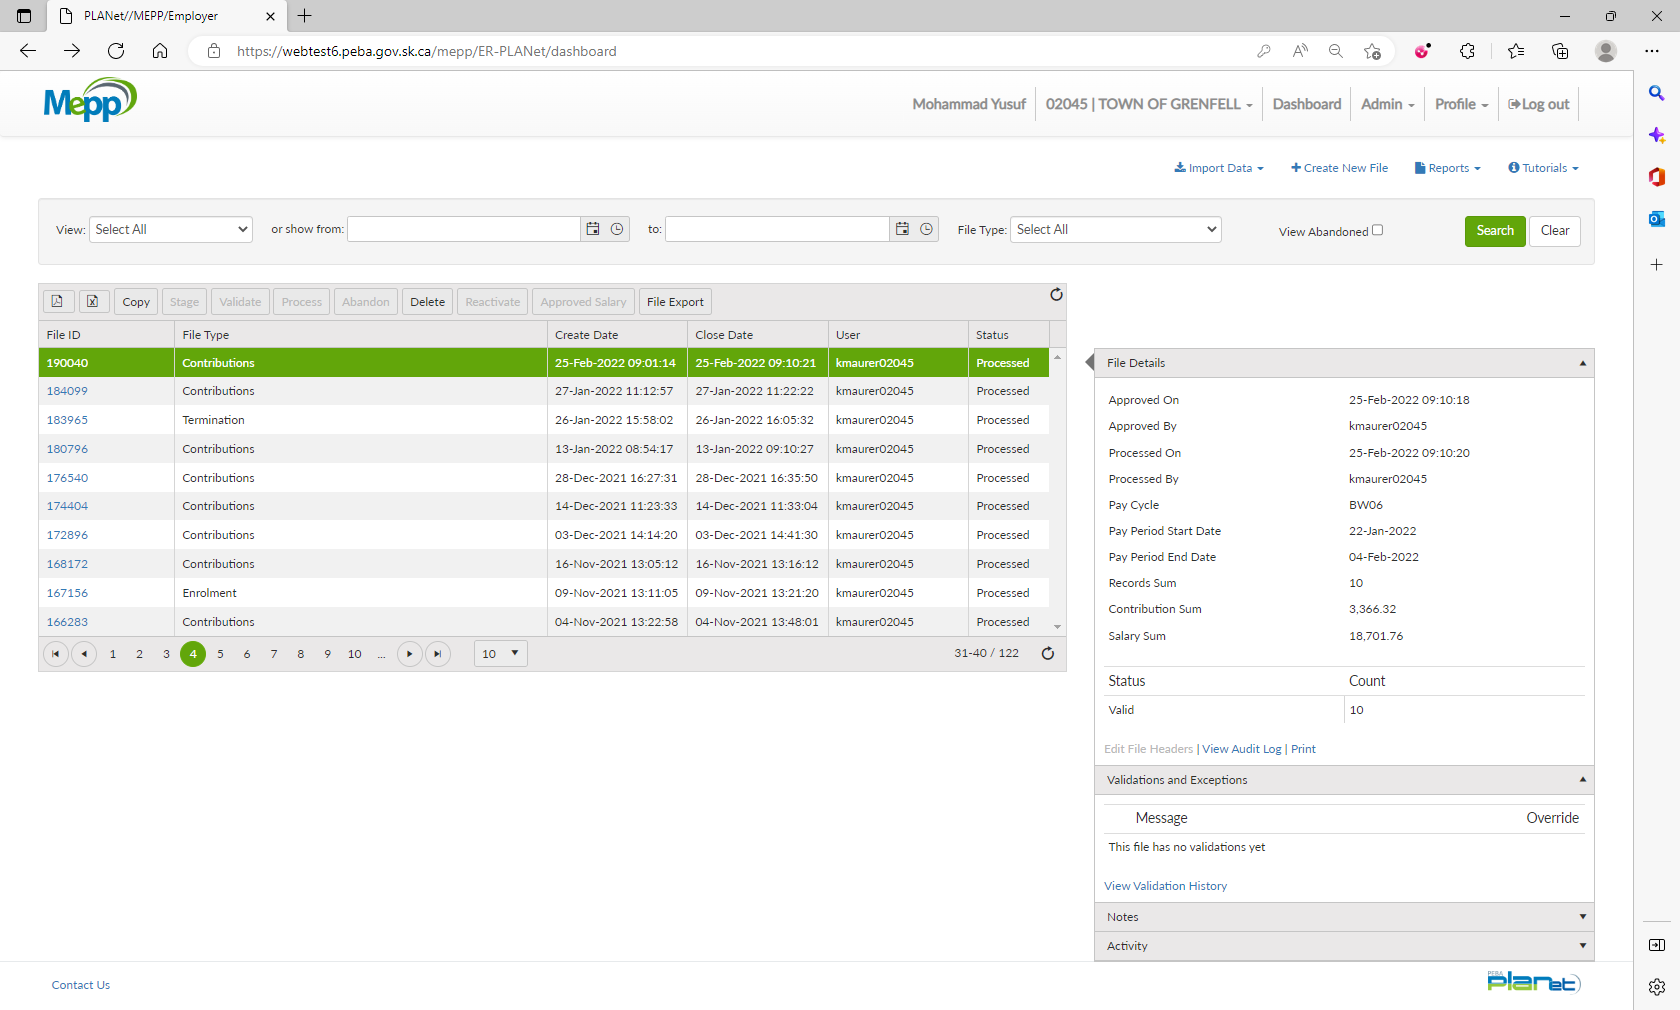 PLANet//MEPP/Employer
https://webtest6.peba.gov.sk.ca/mepp/ER-PLANet/dashboard
Mepp
Mohammad Yusuf
02045 | TOWN OF GRENFELL
Dashboard
Admin
Profile
Log out
Import Data
Create New File
Reports
Tutorials
View: Select All or show from: to: File Type: Select All View Abandoned Search Clear
Copy Stage Validate Process Abandon Delete Reactivate Approved Salary File Export
File ID File Type Create Date Close Date User Status
190040 Contributions 25-Feb-2022 09:01:14 25-Feb-2022 09:10:21 kmaurer02045 Processed
184099 Contributions 27-Jan-2022 11:12:57 27-Jan-2022 11:22:22 kmaurer02045 Processed
183965 Termination 26-Jan-2022 15:58:02 26-Jan-2022 16:05:32 kmaurer02045 Processed
180796 Contributions 13-Jan-2022 08:54:17 13-Jan-2022 09:10:27 kmaurer02045 Processed
176540 Contributions 28-Dec-2021 16:27:31 28-Dec-2021 16:35:50 kmaurer02045 Processed
174404 Contributions 14-Dec-2021 11:23:33 14-Dec-2021 11:33:04 kmaurer02045 Processed
172896 Contributions 03-Dec-2021 14:14:20 03-Dec-2021 14:41:30 kmaurer02045 Processed
168172 Contributions 16-Nov-2021 13:05:12 16-Nov-2021 13:16:12 kmaurer02045 Processed
167156 Enrolment 09-Nov-2021 13:11:05 09-Nov-2021 13:21:20 kmaurer02045 Processed
166283 Contributions 04-Nov-2021 13:22:58 04-Nov-2021 13:48:01 kmaurer02045 Processed
1 2 3 4 5 6 7 8 9 10 ... 10 31-40 / 122
File Details
Approved On 25-Feb-2022 09:10:18
Approved By kmaurer02045
Processed On 25-Feb-2022 09:10:20
Processed By kmaurer02045
Pay Cycle BW06
Pay Period Start Date 22-Jan-2022
Pay Period End Date 04-Feb-2022
Records Sum 10
Contribution Sum 3,366.32
Salary Sum 18,701.76
Status Count
Valid 10
Edit File Headers | View Audit Log | Print
Validations and Exceptions
Message Override
This file has no validations yet
View Validation History
Notes
Activity
Contact Us
PEBA
planet